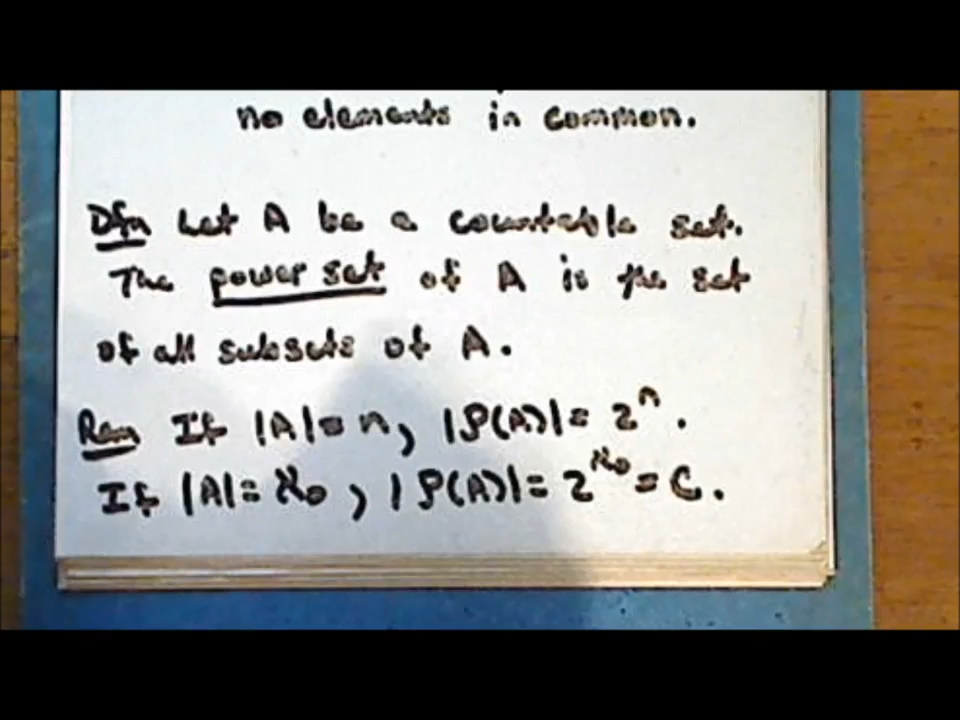 no elements in common.
Dfn Let A be a countable set.
The power set of A is the set
of all subsets of A.
Rem If |A| = n, |℘(A)| = 2ⁿ.
If |A| = ℵ₀, |℘(A)| = 2^ℵ₀ = C.